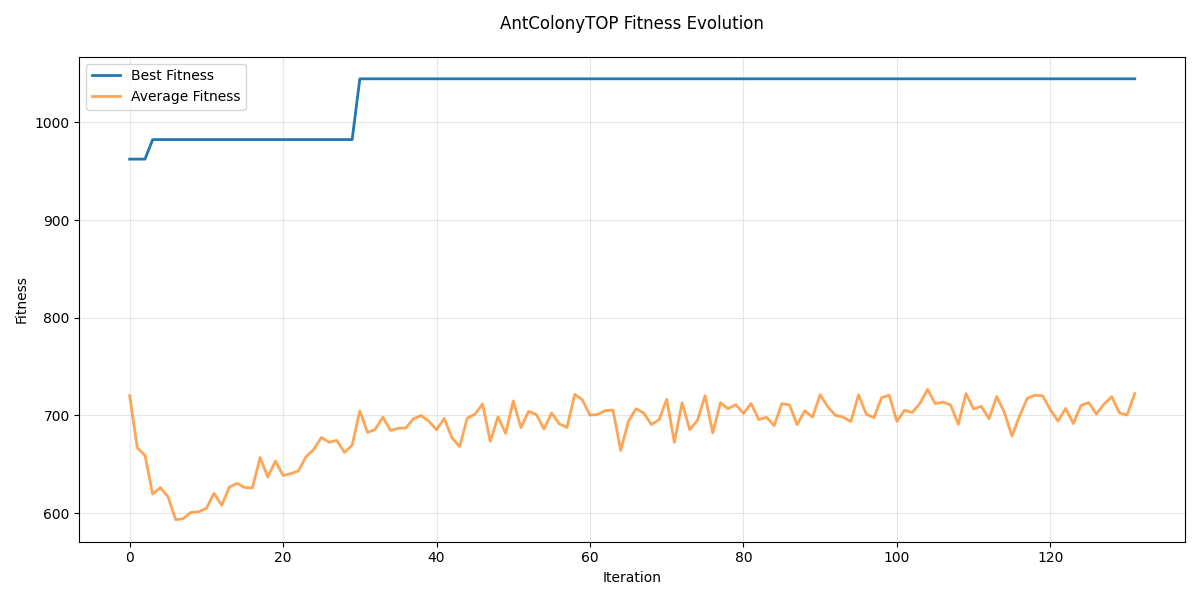 AntColonyTOP Fitness Evolution
Best Fitness
Average Fitness
1000
900
800
700
600
Fitness
0 20 40 60 80 100 120
Iteration